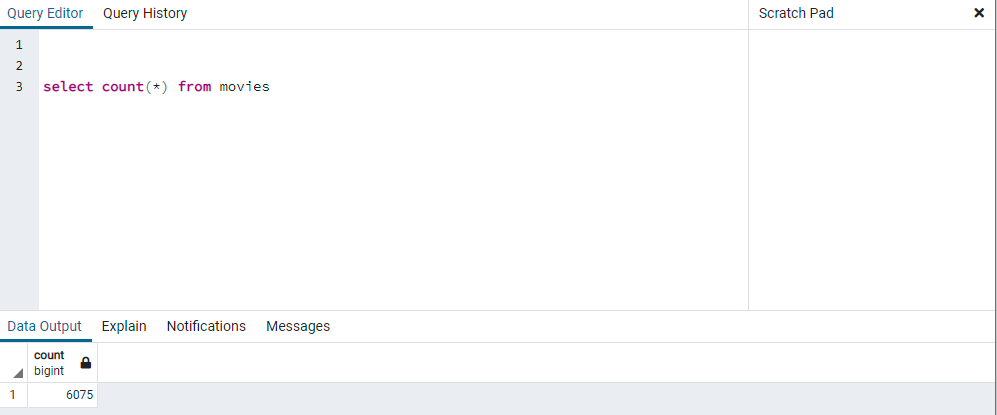 Query Editor Query History Scratch Pad ×
1
2
3 select count(*) from movies
Data Output Explain Notifications Messages
count
bigint
1 6075